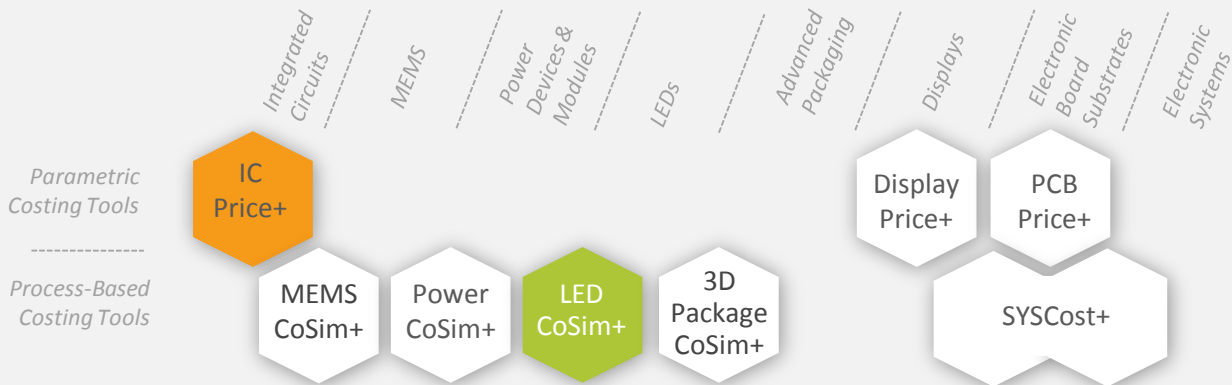 Integrated
Circuits
MEMS
Power
Devices &
Modules
LEDs
Advanced
Packaging
Displays
Electronic
Board
Substrates
Electronic
Systems
Parametric
Costing Tools
IC
Price+
Display
Price+
PCB
Price+
Process-Based
Costing Tools
MEMS
CoSim+
Power
CoSim+
LED
CoSim+
3D
Package
CoSim+
SYSCost+